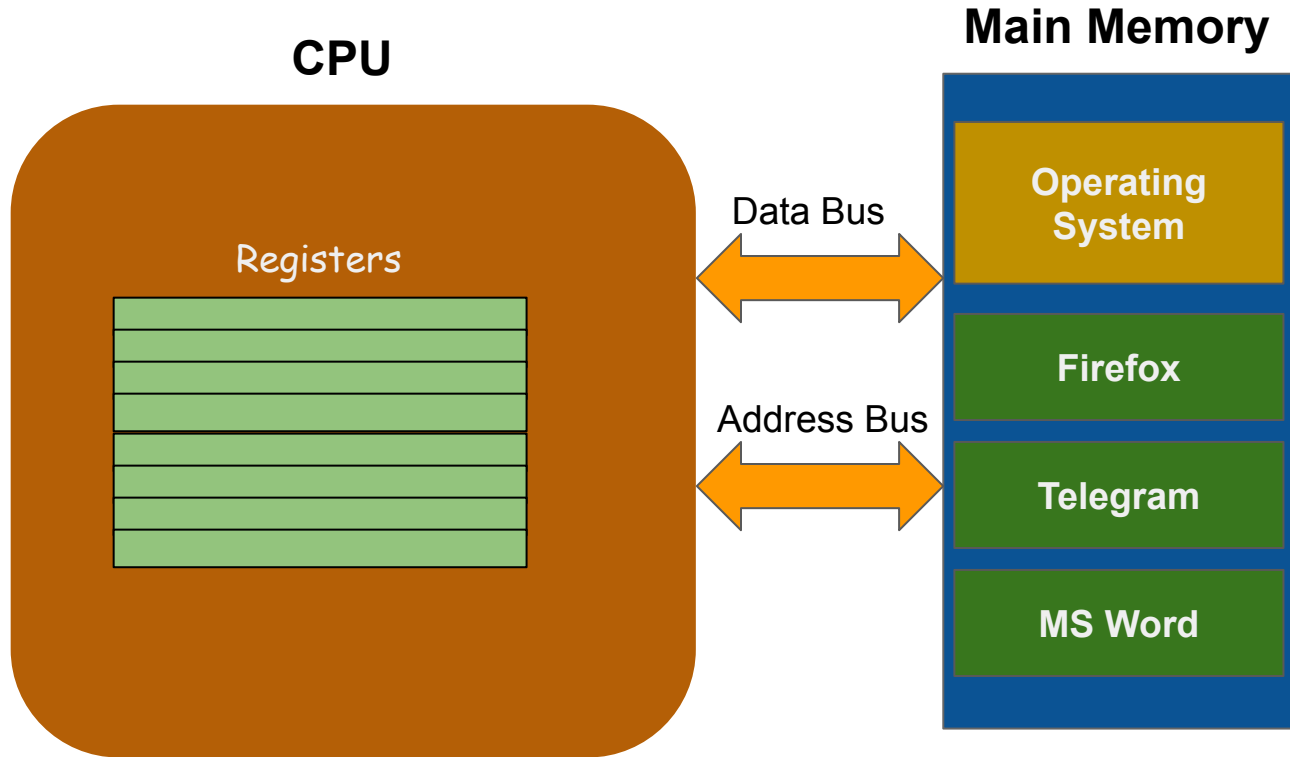 CPU
Main Memory
Registers
Data Bus
Address Bus
Operating
System
Firefox
Telegram
MS Word